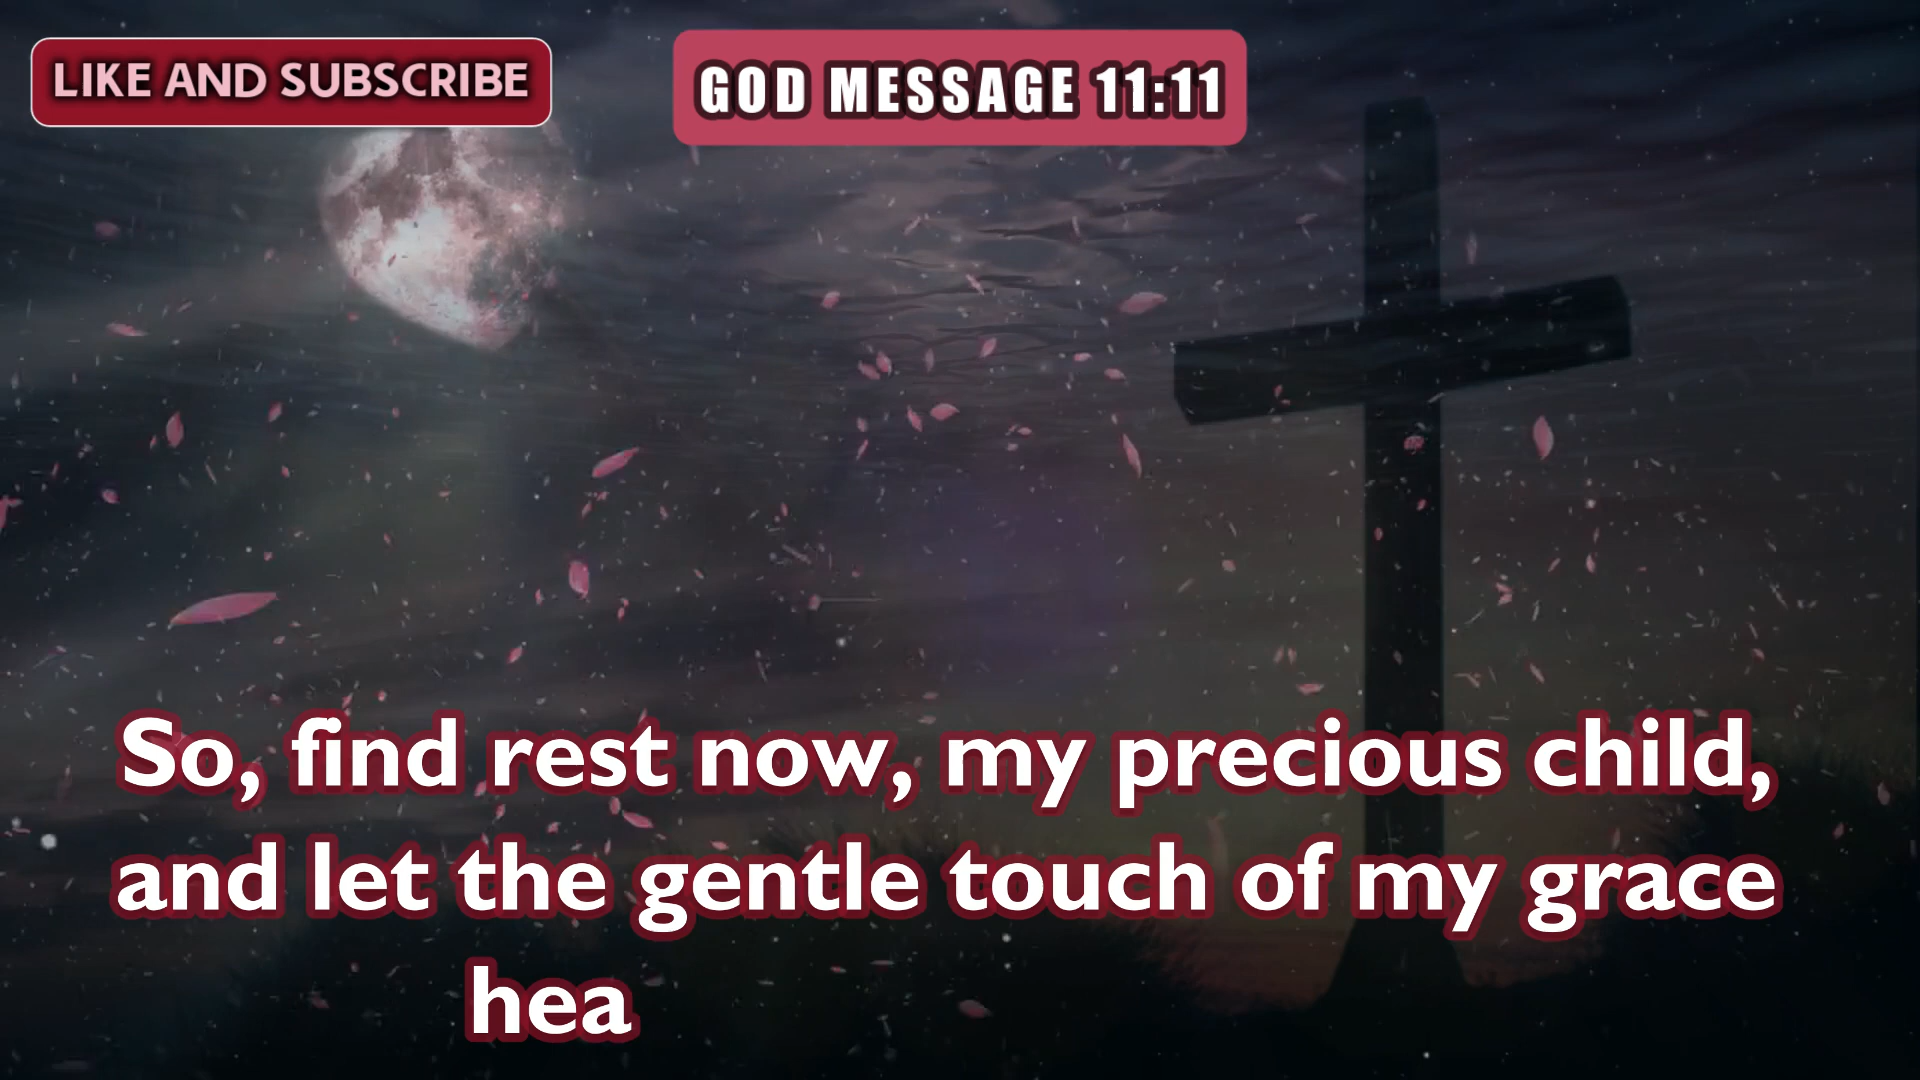 LIKE AND SUBSCRIBE
GOD MESSAGE 11:11
So, find rest now, my precious child,
and let the gentle touch of my grace
hea